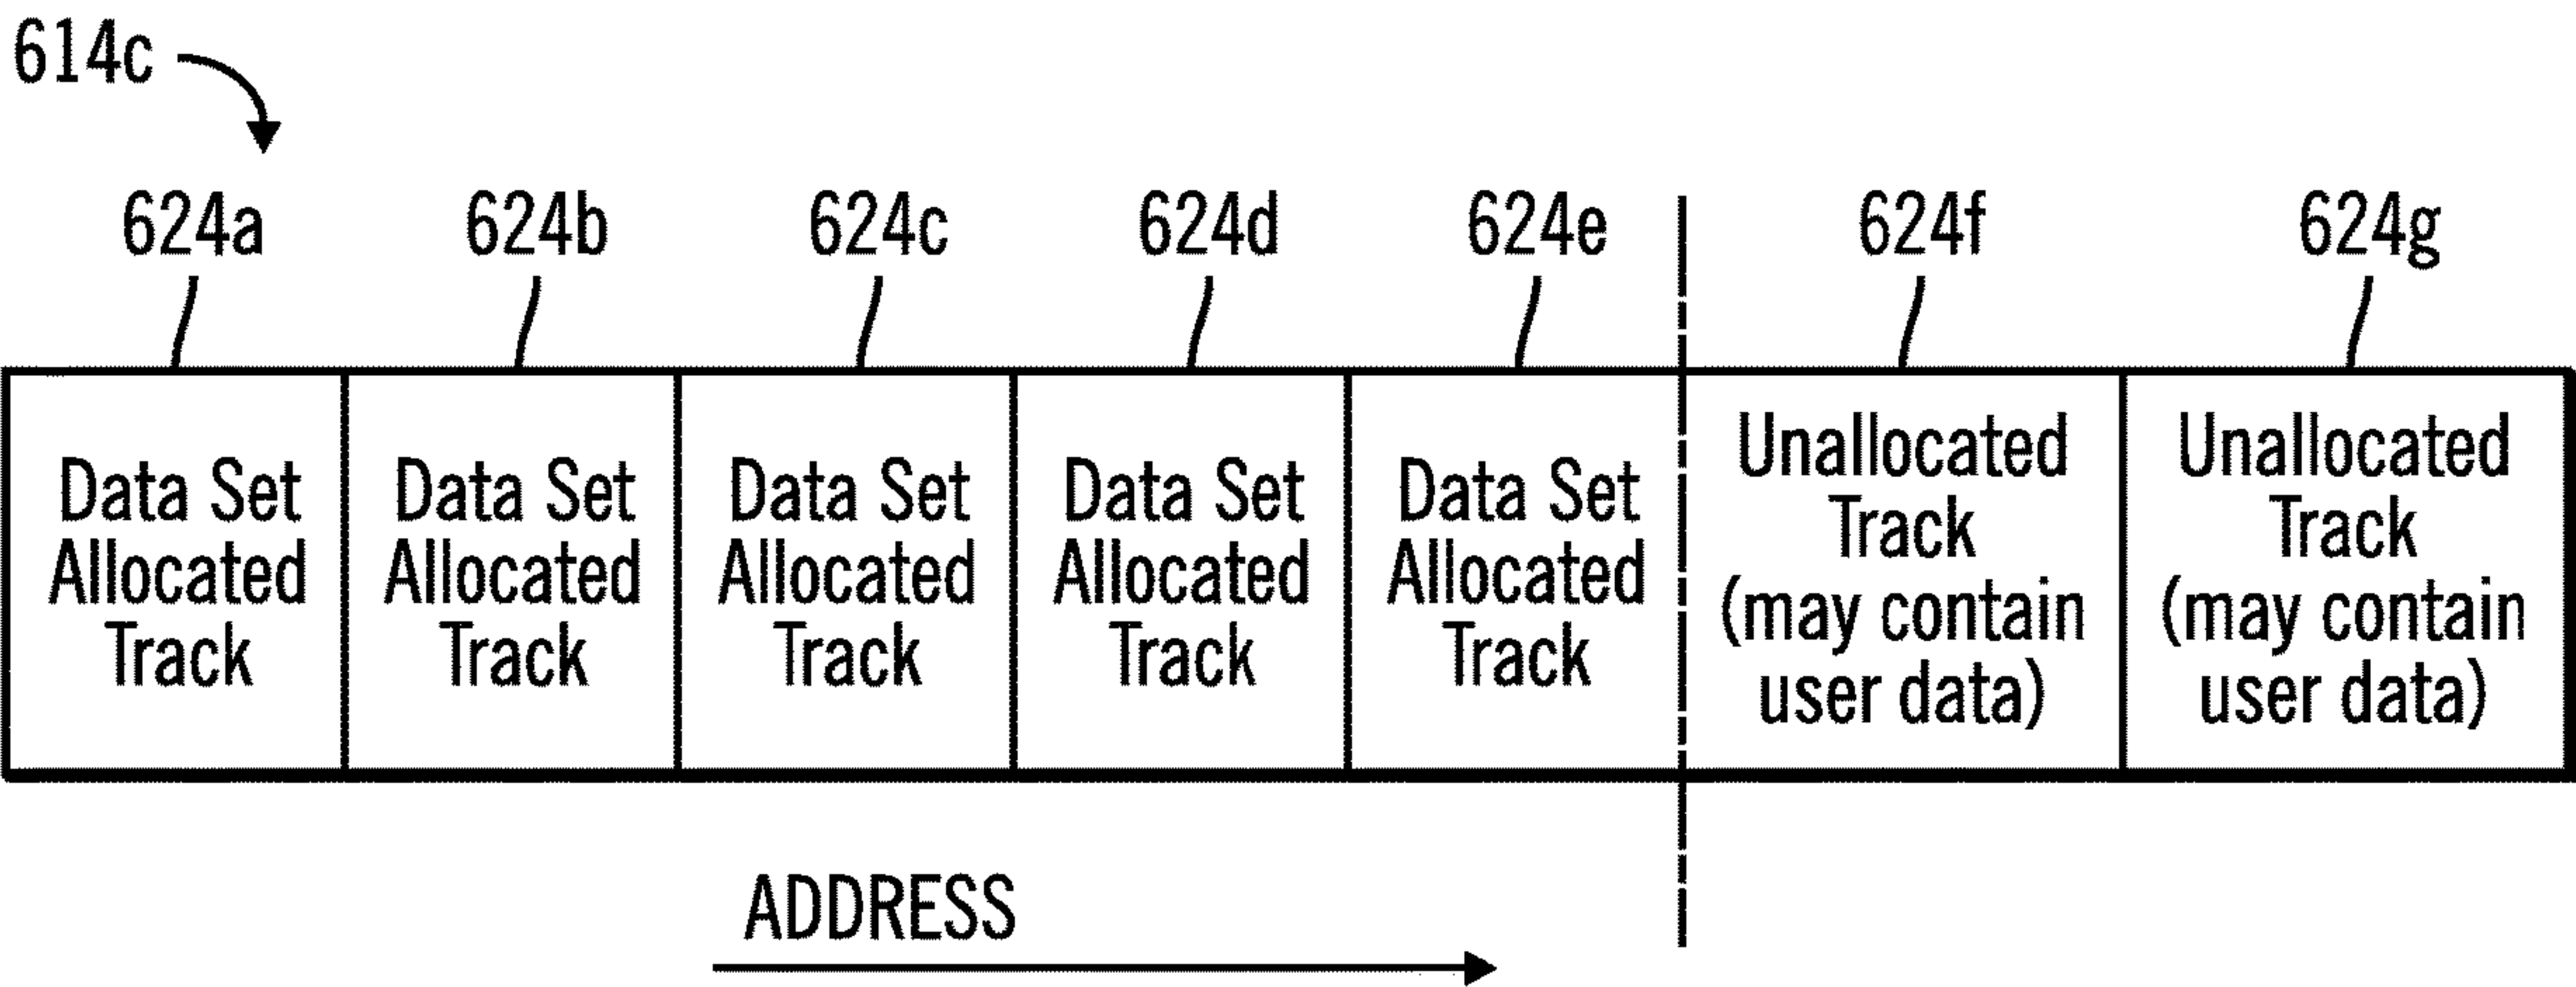 614c
624a 624b 624c 624d 624e 624f 624g
Data Set
Allocated
Track
Data Set
Allocated
Track
Data Set
Allocated
Track
Data Set
Allocated
Track
Data Set
Allocated
Track
Unallocated
Track
(may contain
user data)
Unallocated
Track
(may contain
user data)
ADDRESS